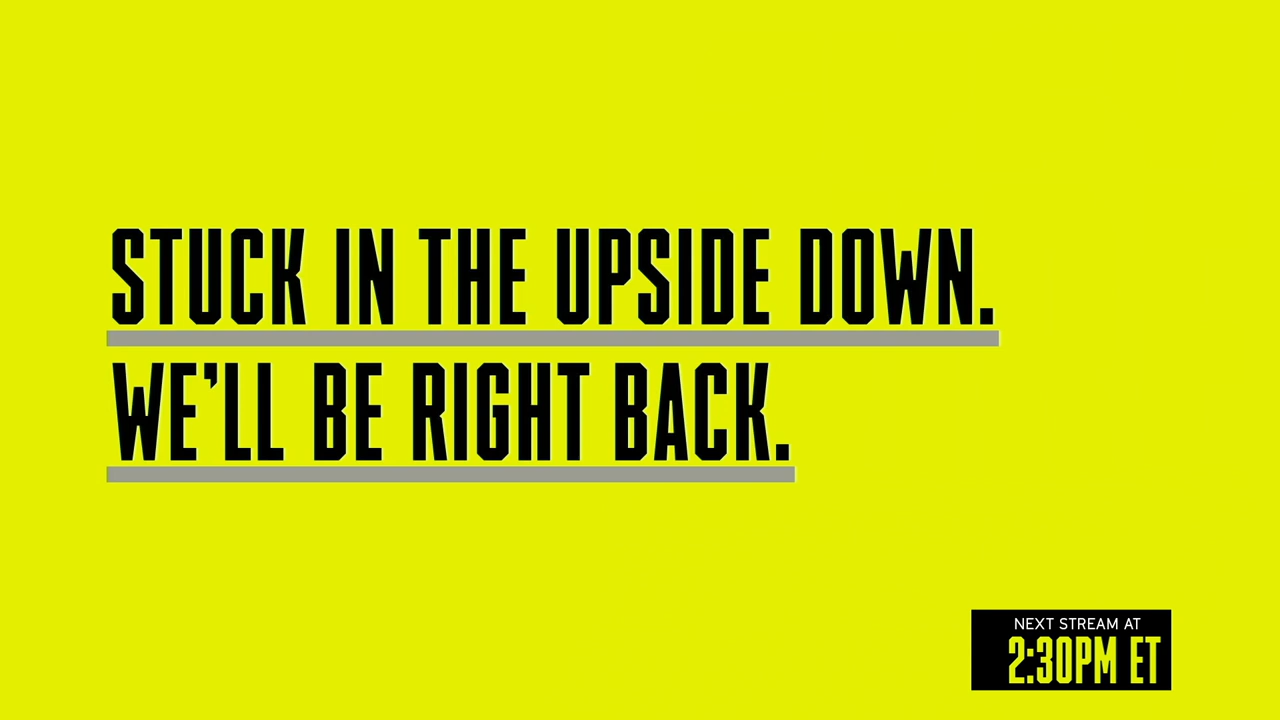 STUCK IN THE UPSIDE DOWN.
WE'LL BE RIGHT BACK.
NEXT STREAM AT
2:30PM ET